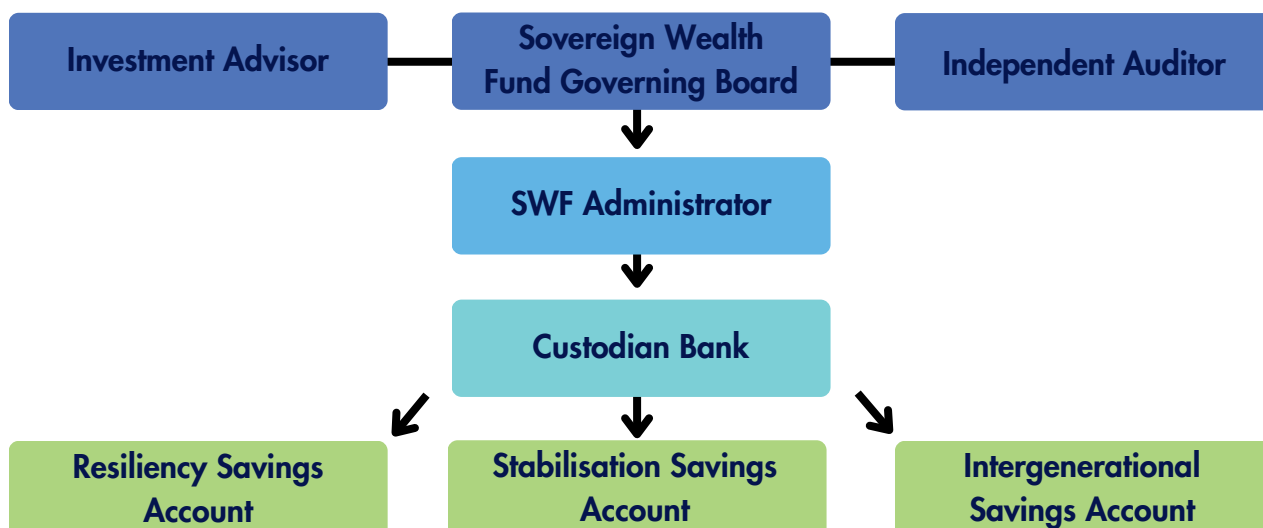 Investment Advisor
Sovereign Wealth
Fund Governing Board
Independent Auditor
SWF Administrator
Custodian Bank
Resiliency Savings
Account
Stabilisation Savings
Account
Intergenerational
Savings Account